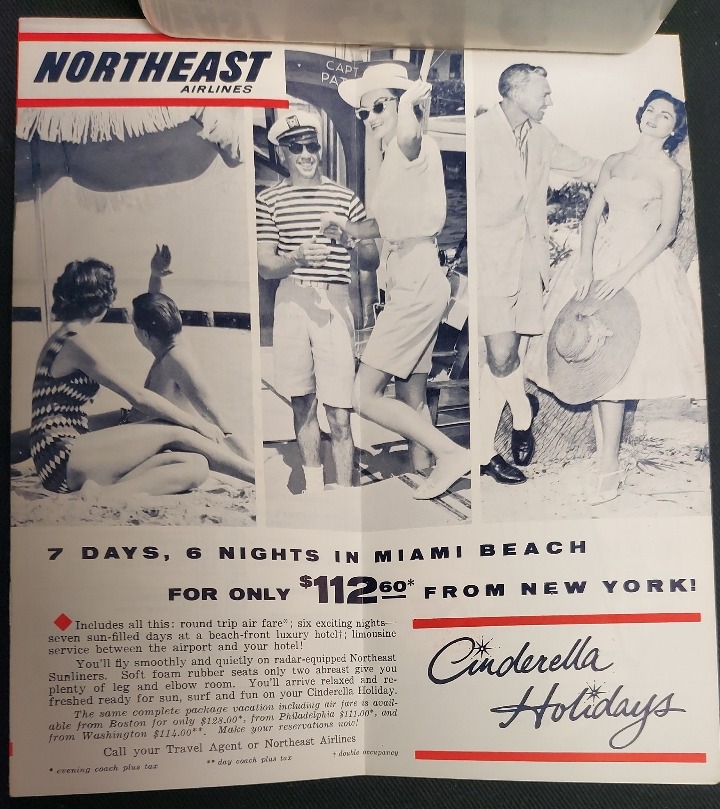 NORTHEAST
AIRLINES
CAPT
PAT
7 DAYS, 6 NIGHTS IN MIAMI BEACH
FOR ONLY $112.60* FROM NEW YORK!
Includes all this: round trip air fare*; six exciting nights—
seven sun-filled days at a beach-front luxury hotel†; limousine
service between the airport and your hotel!
You'll fly smoothly and quietly on radar-equipped Northeast
Sunliners. Soft foam rubber seats only two abreast give you
plenty of leg and elbow room. You'll arrive relaxed and re-
freshed ready for sun, surf and fun on your Cinderella Holiday.
The same complete package vacation including air fare is avail-
able from Boston for only $128.00*, from Philadelphia $111.00*, and
from Washington $114.00**. Make your reservations now!
Call your Travel Agent or Northeast Airlines
* evening coach plus tax ** day coach plus tax + double occupancy
Cinderella
Holidays